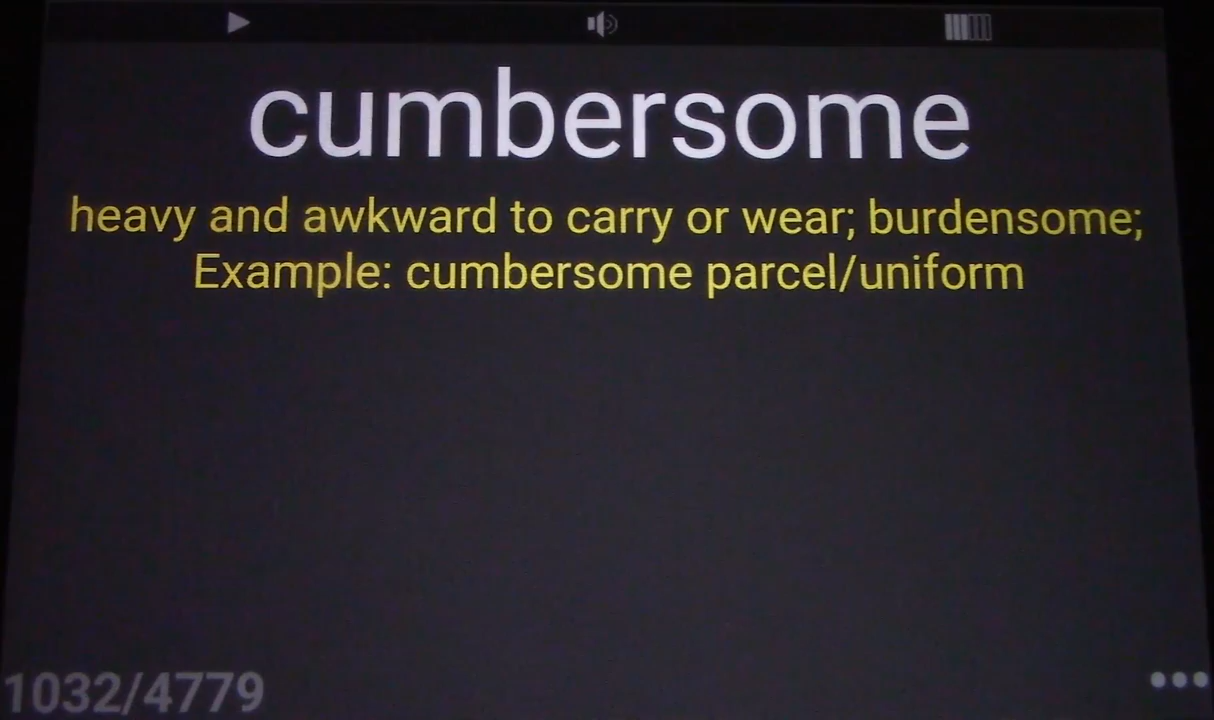 cumbersome
heavy and awkward to carry or wear; burdensome;
Example: cumbersome parcel/uniform
1032/4779